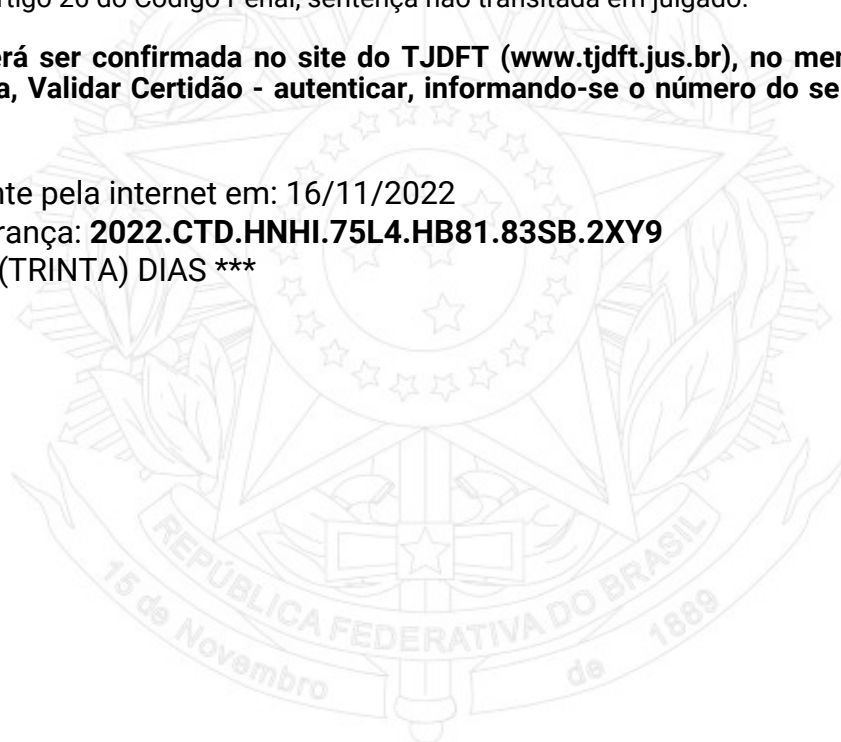 rtigo 26 do Código Penal, sentença não transitada em julgado.
erá ser confirmada no site do TJDFT (www.tjdft.jus.br), no me
a, Validar Certidão - autenticar, informando-se o número do se
nte pela internet em: 16/11/2022
rança: 2022.CTD.HNHI.75L4.HB81.83SB.2XY9
(TRINTA) DIAS ***
REPÚBLICA FEDERATIVA DO BRASIL
15 de Novembro de 1889